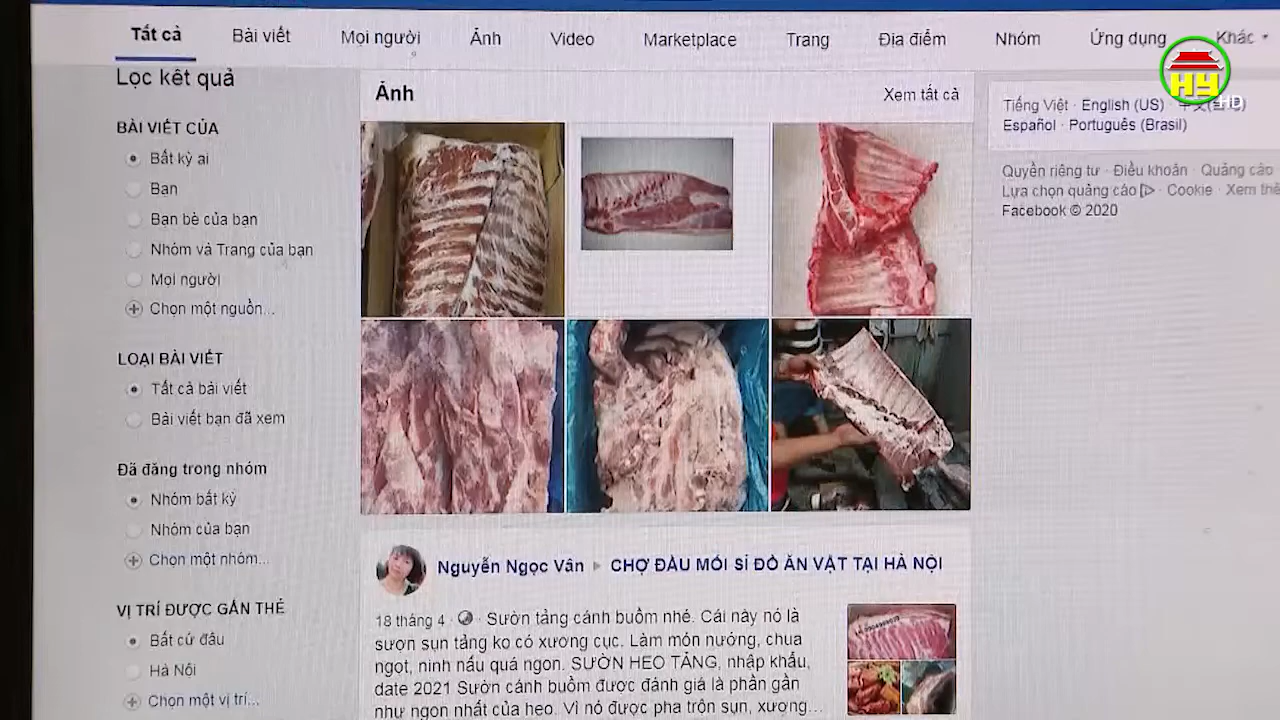 Tất cả
Bài viết
Mọi người
Ảnh
Video
Marketplace
Trang
Địa điểm
Nhóm
Ứng dụng
Khác
HY
HD
Lọc kết quả
BÀI VIẾT CỦA
Bất kỳ ai
Bạn
Bạn bè của bạn
Nhóm và Trang của bạn
Mọi người
Chọn một nguồn...
LOẠI BÀI VIẾT
Tất cả bài viết
Bài viết bạn đã xem
Đã đăng trong nhóm
Nhóm bất kỳ
Nhóm của bạn
Chọn một nhóm...
VỊ TRÍ ĐƯỢC GẮN THẺ
Bất cứ đâu
Hà Nội
Chọn một vị trí...
Ảnh
Xem tất cả
Nguyễn Ngọc Vân ▸ CHỢ ĐẦU MỐI SỈ ĐỒ ĂN VẶT TẠI HÀ NỘI
18 tháng 4 · Sườn tảng cánh buồm nhé. Cái này nó là
sườn sụn tảng ko có xương cục. Làm món nướng, chua
ngọt, ninh nấu quá ngon. SƯỜN HEO TẢNG, nhập khẩu,
date 2021 Sườn cánh buồm được đánh giá là phần gần
như ngon nhất của heo. Vì nó được pha trộn sụn, xương...
Tiếng Việt · English (US) ·
Español · Português (Brasil)
Quyền riêng tư · Điều khoản · Quảng cáo
Lựa chọn quảng cáo · Cookie · Xem thê
Facebook © 2020